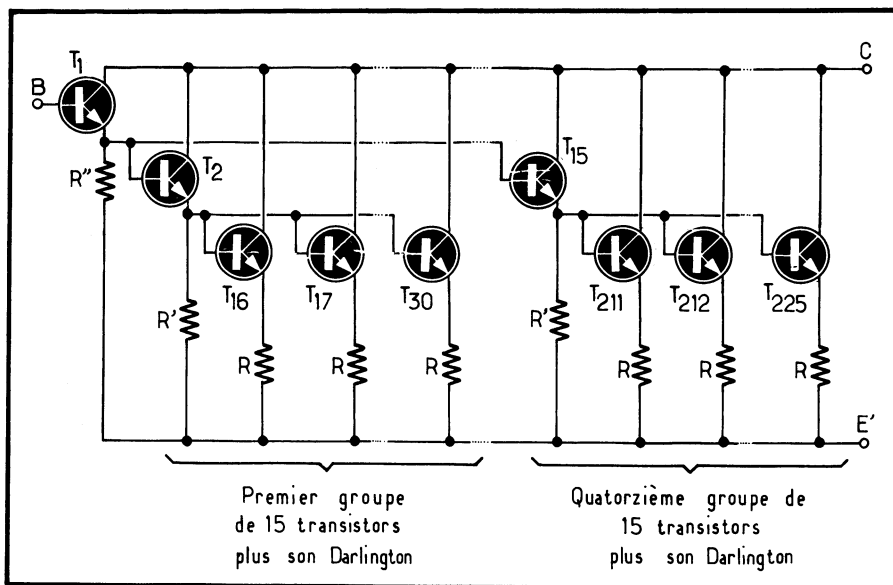 T1
C
B
T15
R"
T2
T16
T17
T30
T211
T212
T225
R'
R'
R
R
R
R
R
R
E'
Premier groupe
de 15 transistors
plus son Darlington
Quatorzième groupe de
15 transistors
plus son Darlington